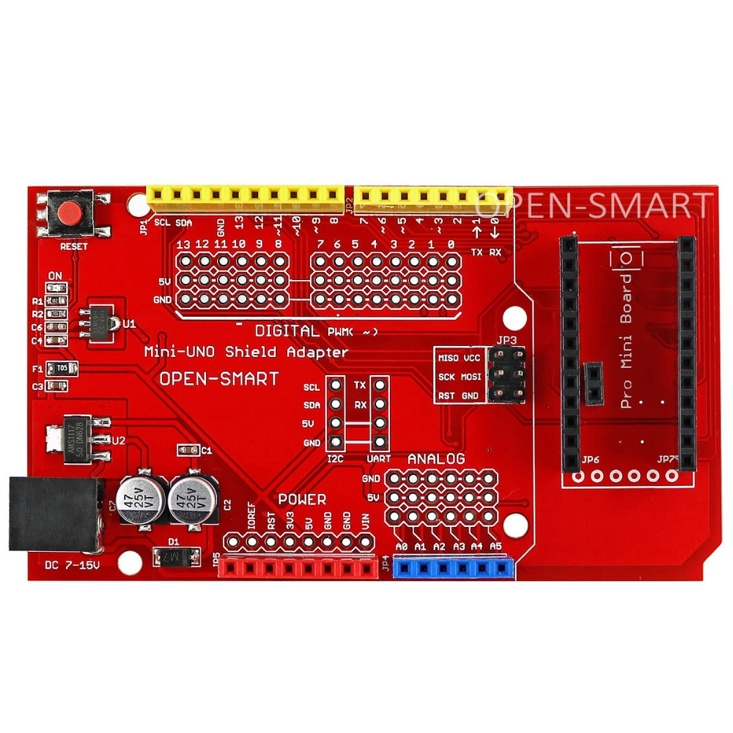 OPEN-SMART
JP1 SCL SDA GND 13 12 ~11 ~10 ~9 8
JP2 7 ~6 ~5 4 ~3 2 1 0
TX RX
RESET
13 12 11 10 9 8 7 6 5 4 3 2 1 0
5V
GND
DIGITAL PWM( ~ )
Mini-UNO Shield Adapter
OPEN-SMART
ON
R1
R2
C6
C4
U1
F1
T05
C3
AMS1117
U2
C1
C7
47
25V
VT
47
25V
VT
C2
D1
M7
DC 7-15V
SCL TX
SDA RX
5V
GND
I2C UART
JP3
MISO VCC
SCK MOSI
RST GND
Pro Mini Board
JP6 JP7
POWER
IOREF RST 3V3 5V GND GND VIN
JP5
ANALOG
GND
5V
A0 A1 A2 A3 A4 A5
JP4